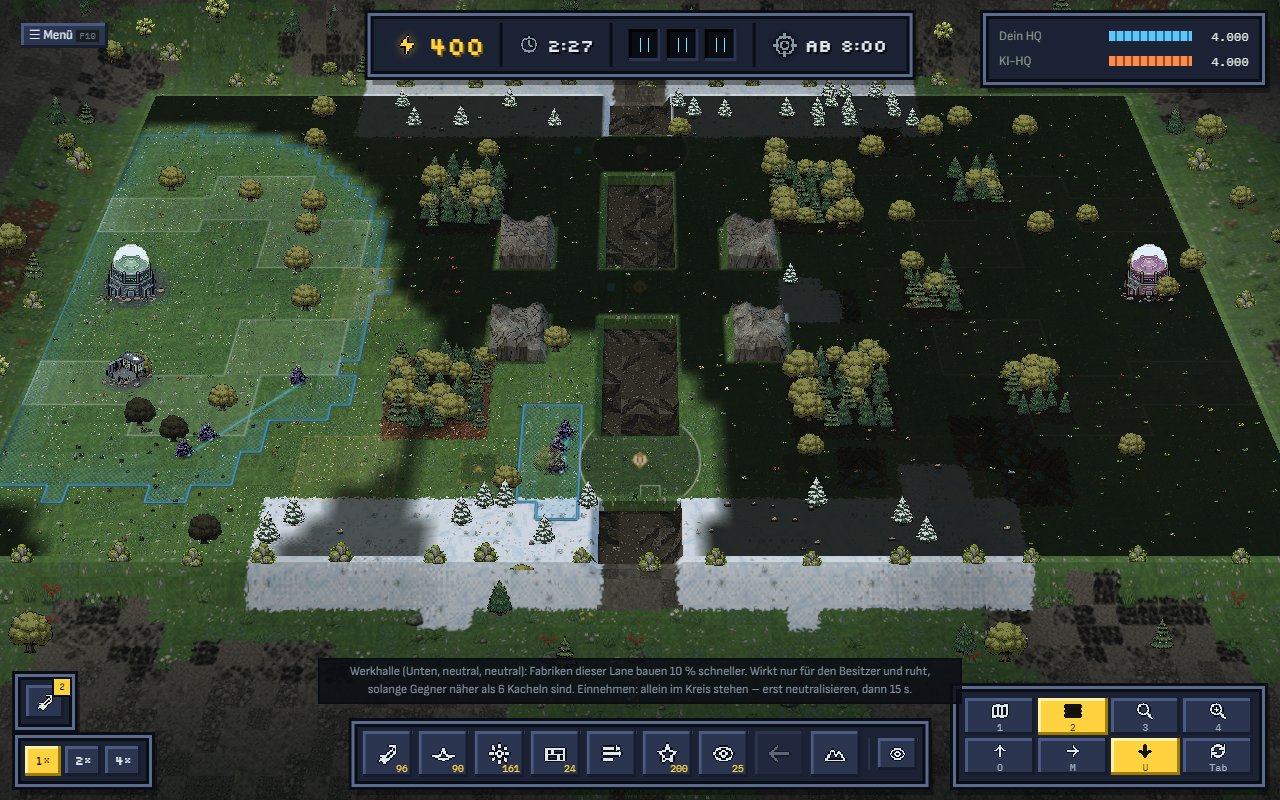 ☰ Menü F10
400
2:27
AB 8:00
Dein HQ 4.000
KI-HQ 4.000
Werkhalle (Unten, neutral, neutral): Fabriken dieser Lane bauen 10 % schneller. Wirkt nur für den Besitzer und ruht,
solange Gegner näher als 6 Kacheln sind. Einnehmen: allein im Kreis stehen – erst neutralisieren, dann 15 s.
2
1× 2× 4×
96 90 161 24 200 25
1 2 3 4
O M U Tab